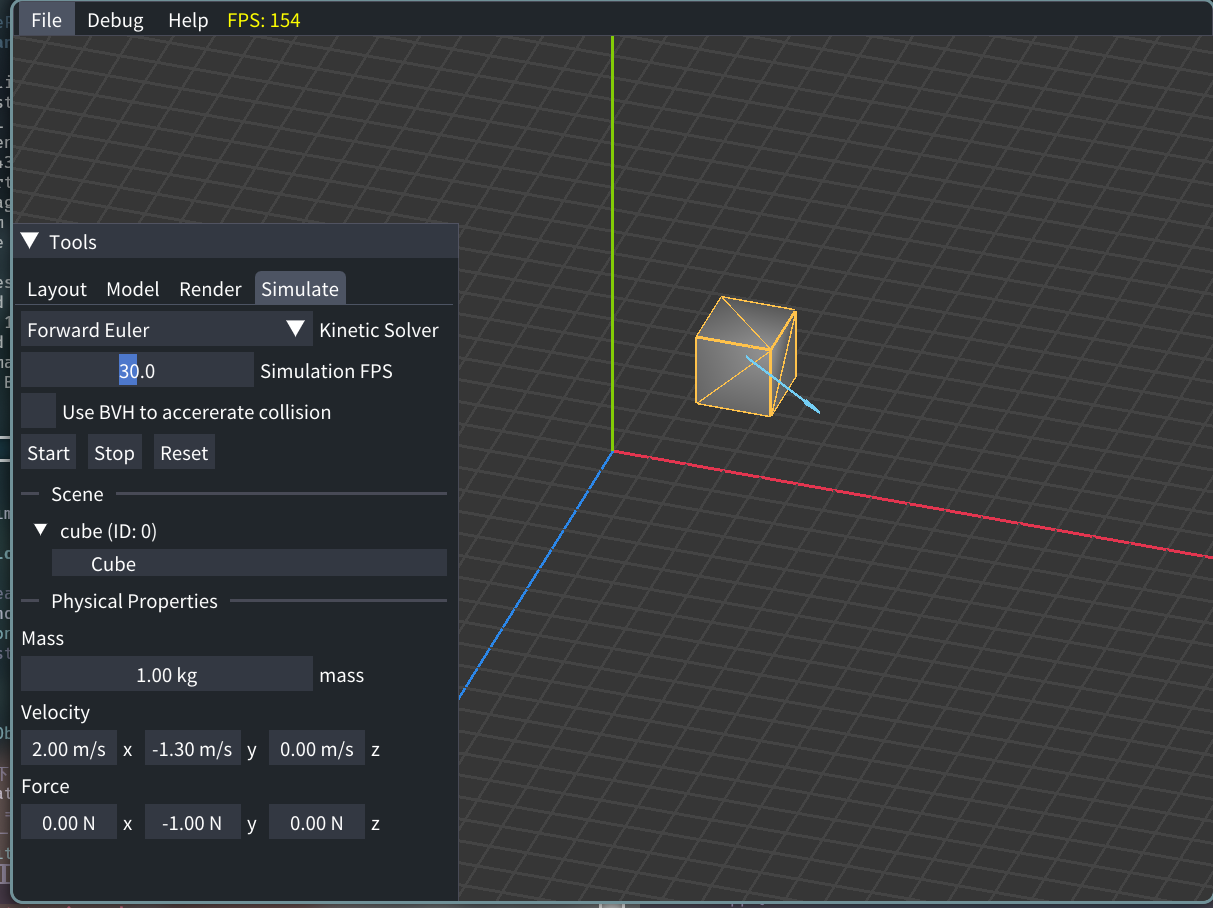 File Debug Help FPS: 154
Tools
Layout Model Render Simulate
Forward Euler Kinetic Solver
30.0 Simulation FPS
Use BVH to accererate collision
Start Stop Reset
Scene
cube (ID: 0)
Cube
Physical Properties
Mass
1.00 kg mass
Velocity
2.00 m/s x -1.30 m/s y 0.00 m/s z
Force
0.00 N x -1.00 N y 0.00 N z